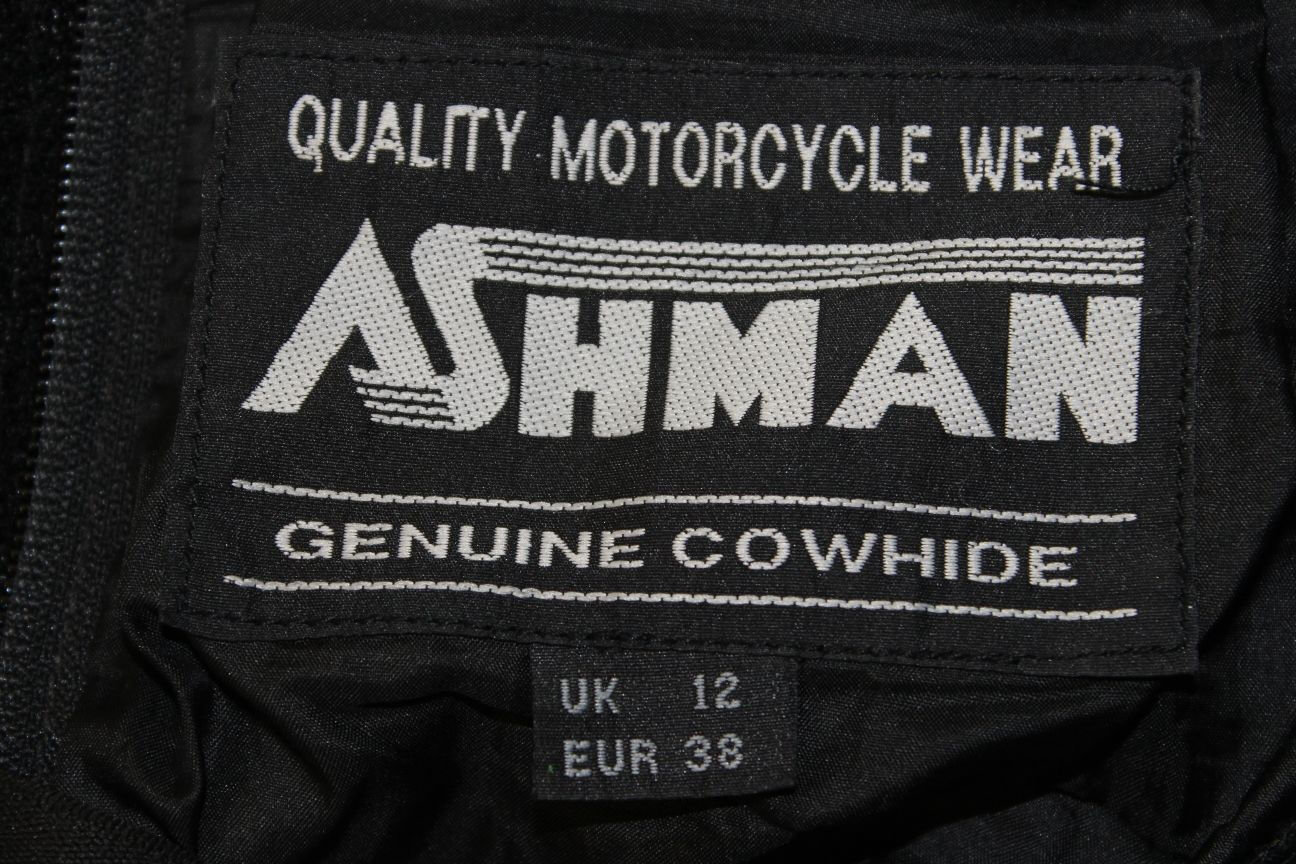 QUALITY MOTORCYCLE WEAR
ASHMAN
GENUINE COWHIDE
UK 12
EUR 38